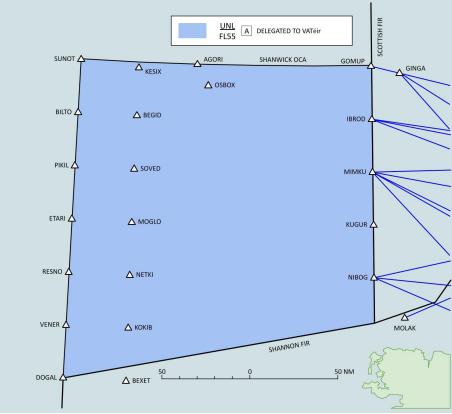 UNL
FL55
A DELEGATED TO VATéir
SCOTTISH FIR
SUNOT
AGORI
SHANWICK OCA
GOMUP
GINGA
KESIX
OSBOX
BILTO
BEGID
IBROD
PIKIL
SOVED
MIMKU
ETARI
MOGLO
KUGUR
RESNO
NETKI
NIBOG
VENER
KOKIB
MOLAK
SHANNON FIR
DOGAL
BEXET
50 0 50 NM